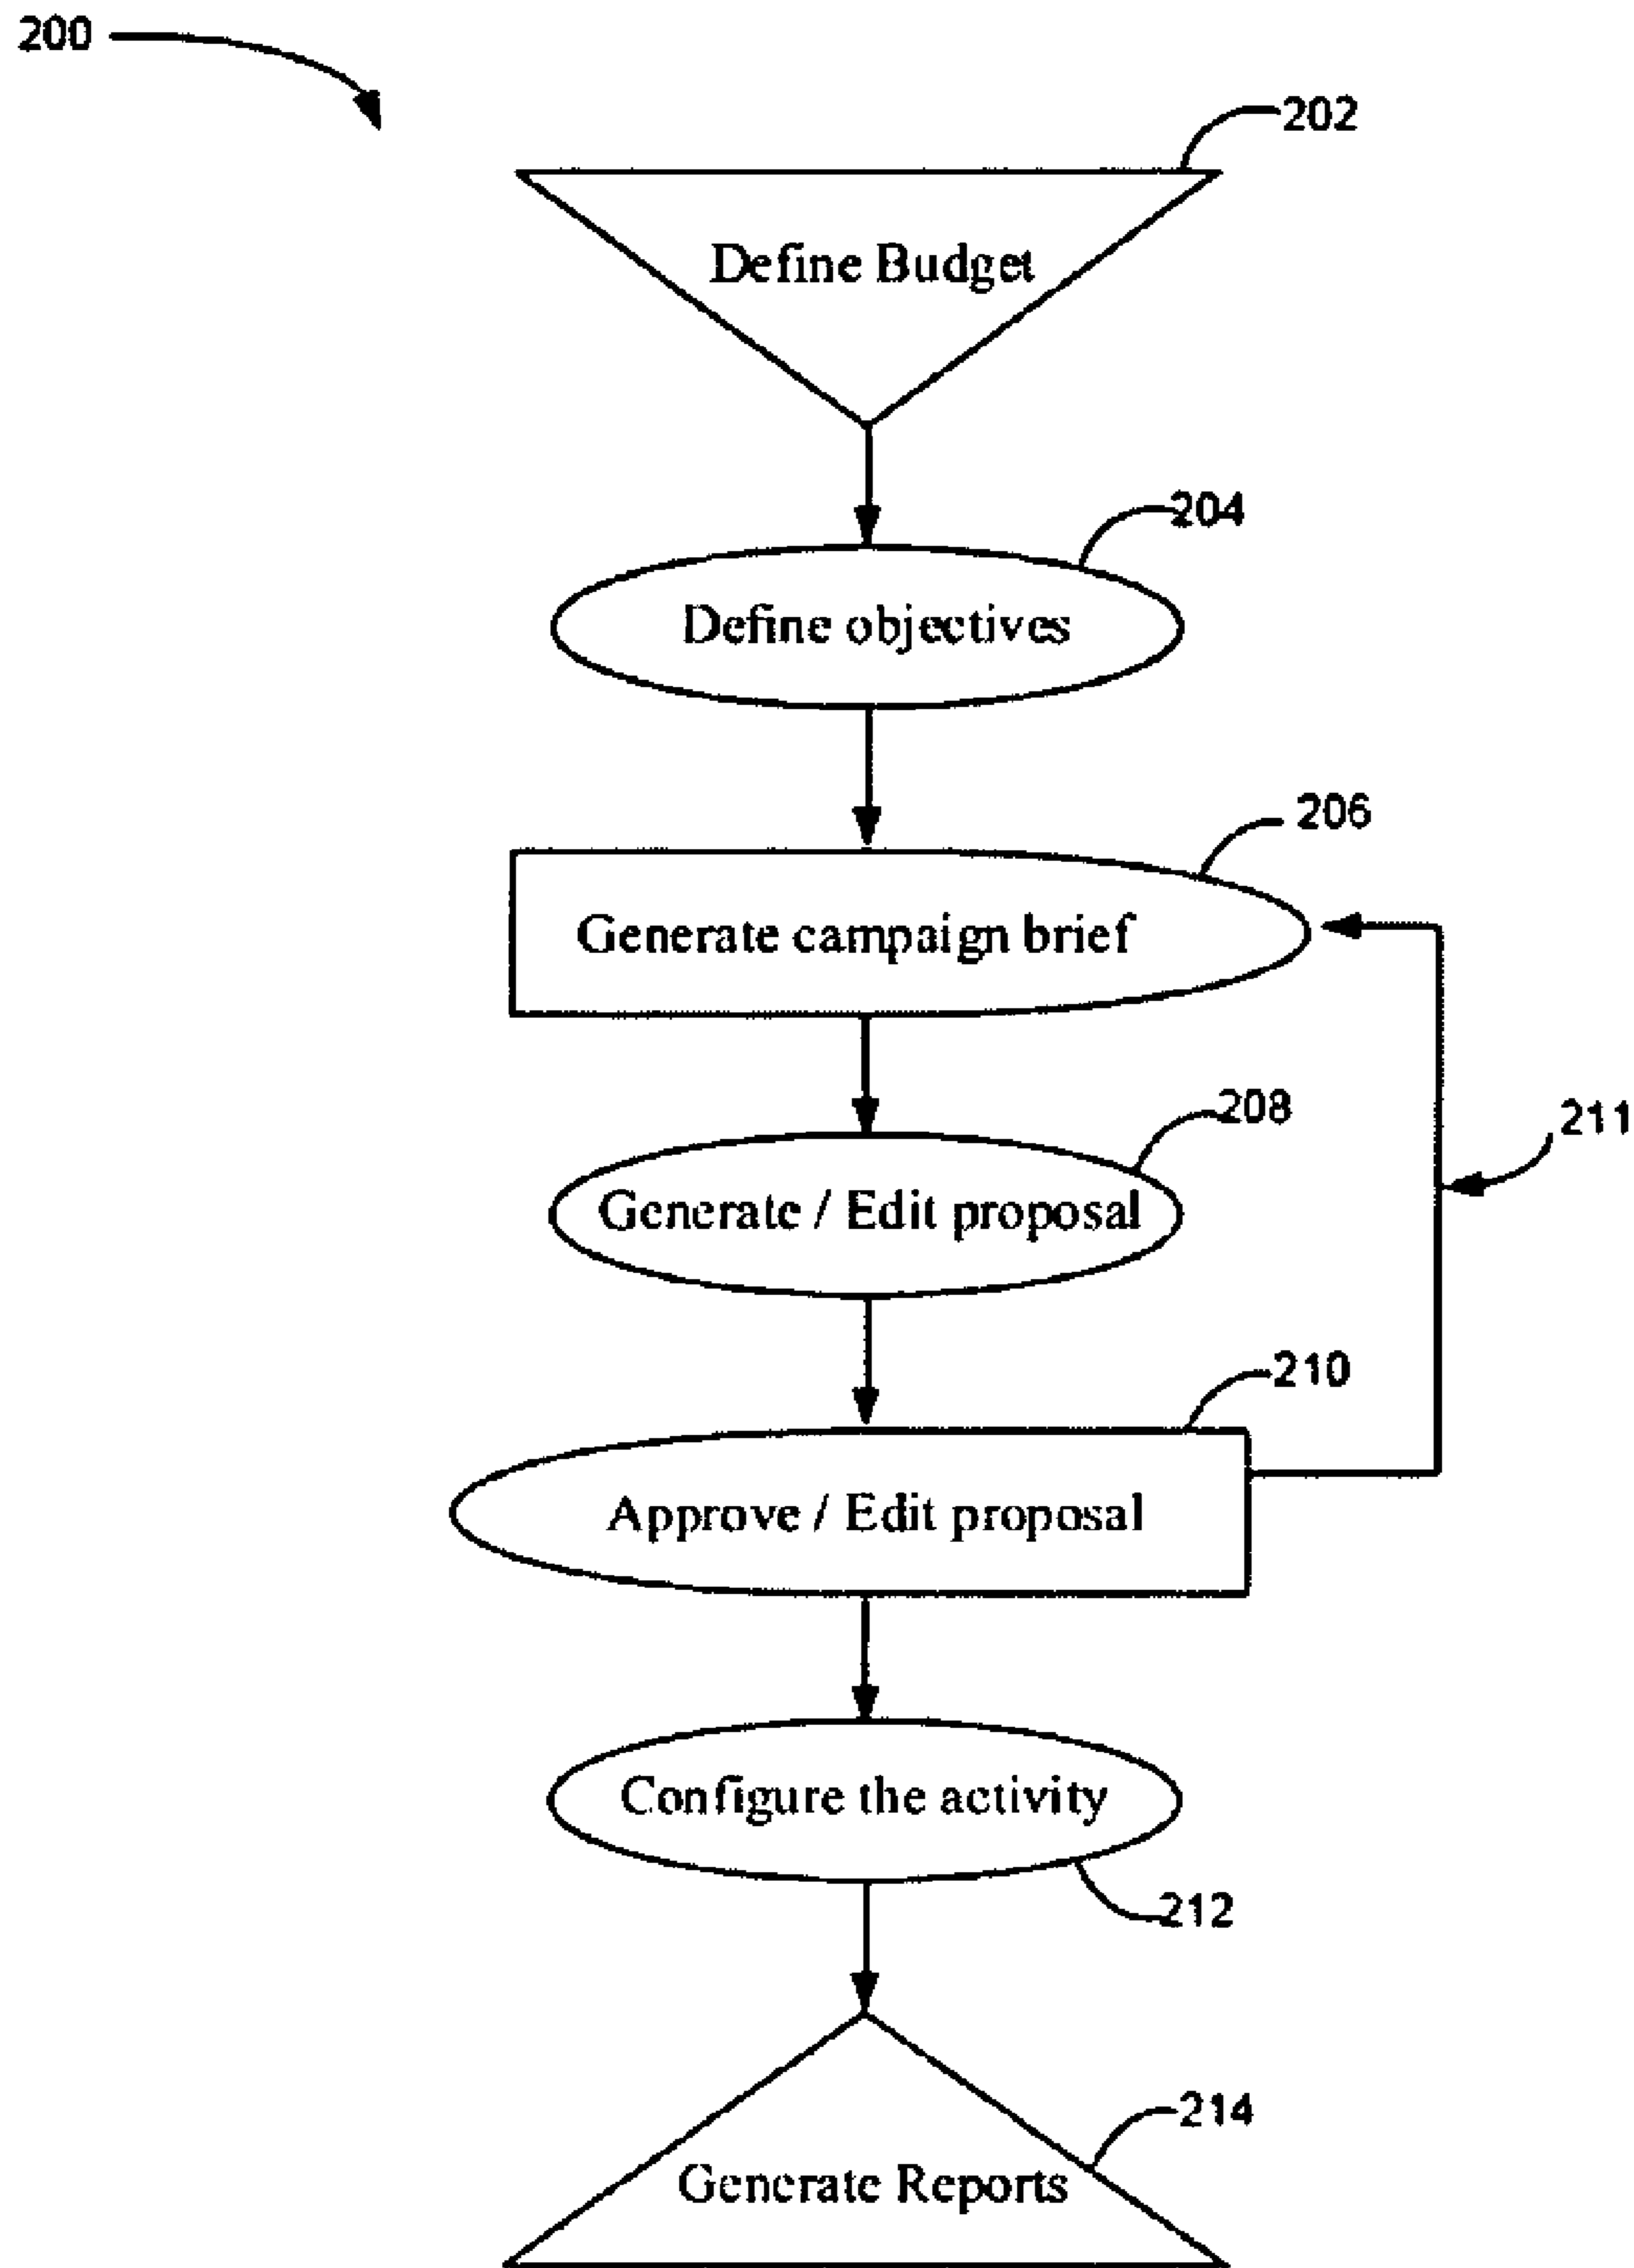 200
202
Define Budget
204
Define objectives
206
Generate campaign brief
208
211
Generate / Edit proposal
210
Approve / Edit proposal
Configure the activity
212
214
Generate Reports